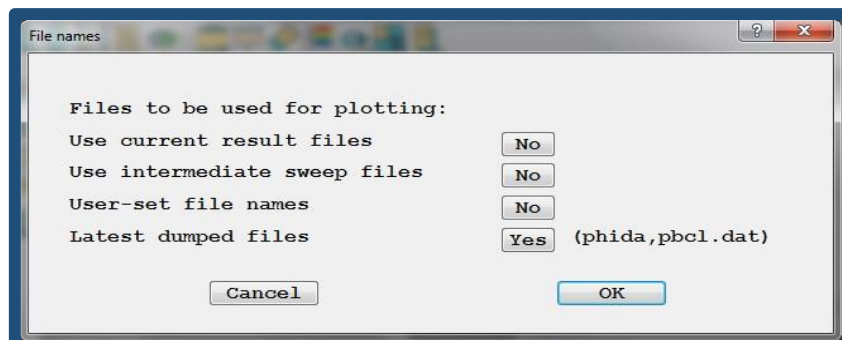 File names
?
X
Files to be used for plotting:
Use current result files No
Use intermediate sweep files No
User-set file names No
Latest dumped files Yes (phida,pbcl.dat)
Cancel OK